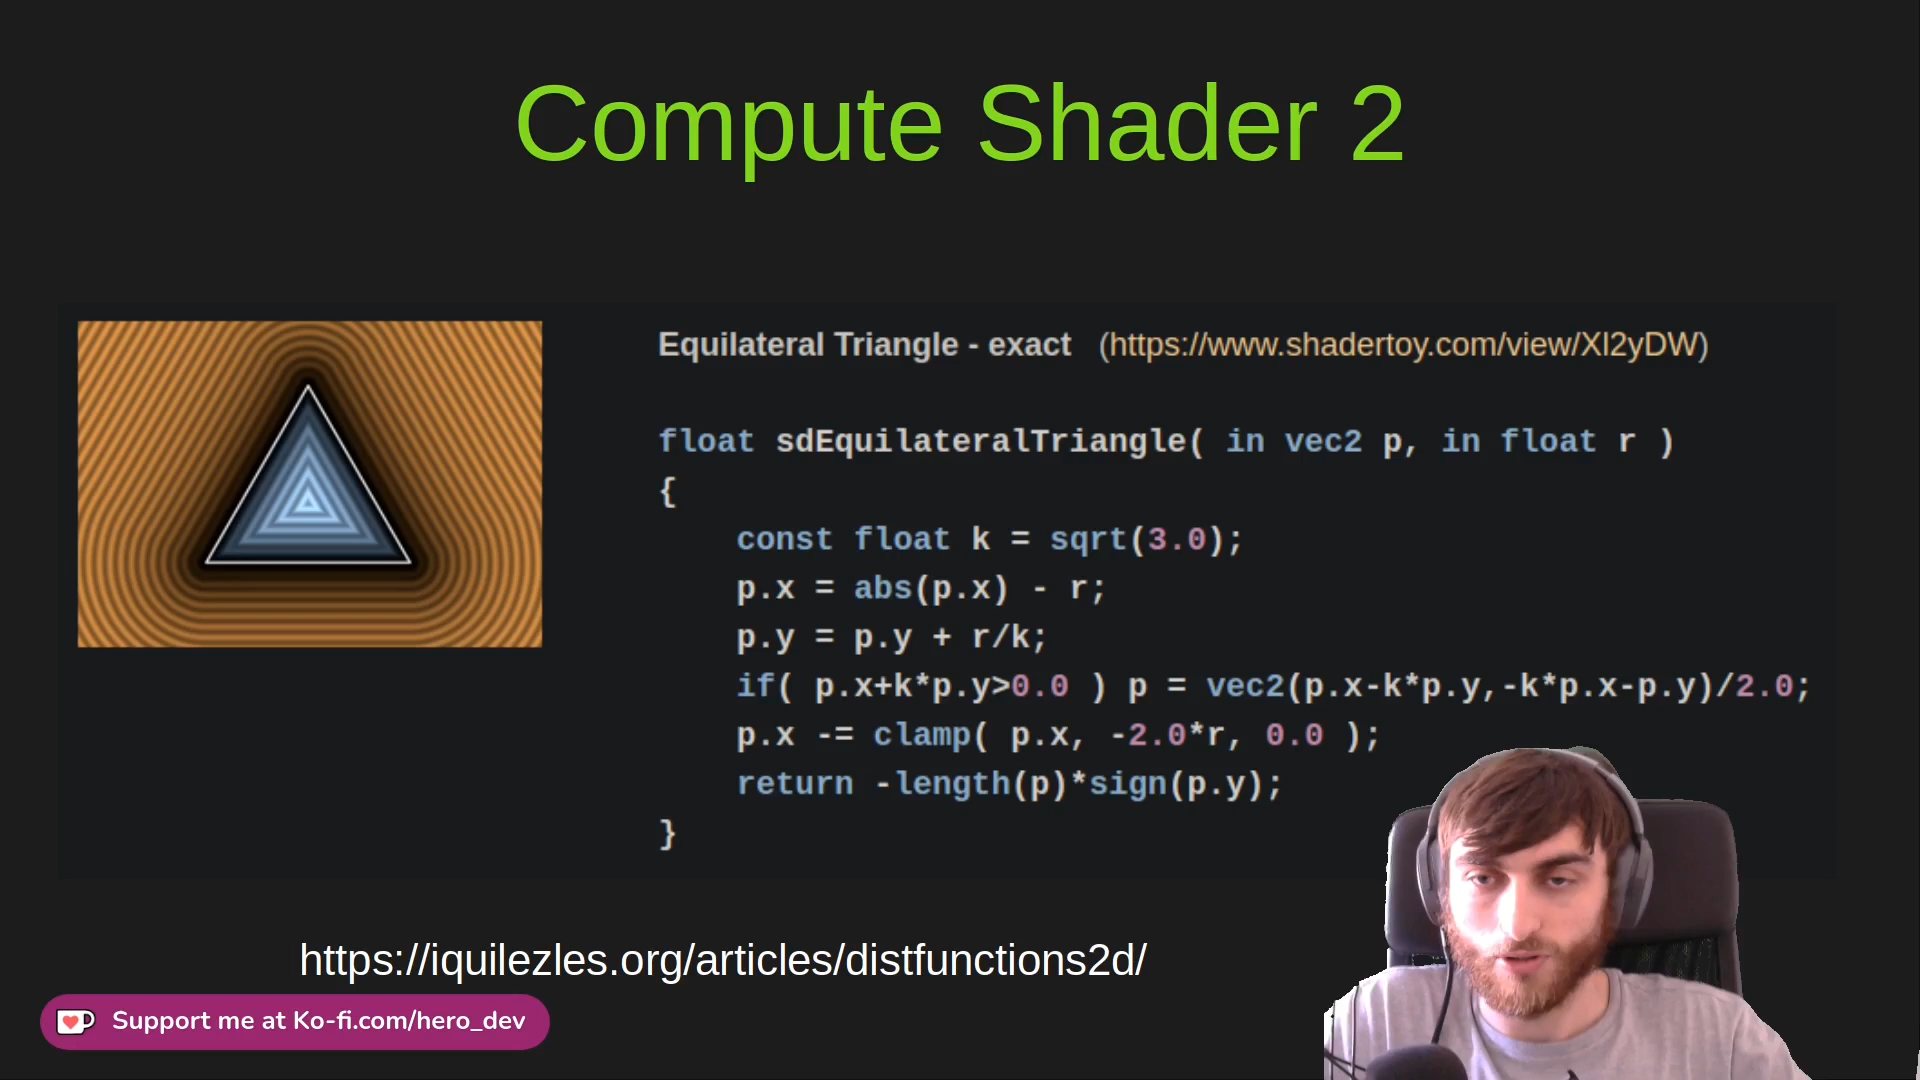 Compute Shader 2
Equilateral Triangle - exact (https://www.shadertoy.com/view/Xl2yDW)
float sdEquilateralTriangle( in vec2 p, in float r )
{
    const float k = sqrt(3.0);
    p.x = abs(p.x) - r;
    p.y = p.y + r/k;
    if( p.x+k*p.y>0.0 ) p = vec2(p.x-k*p.y,-k*p.x-p.y)/2.0;
    p.x -= clamp( p.x, -2.0*r, 0.0 );
    return -length(p)*sign(p.y);
}
https://iquilezles.org/articles/distfunctions2d/
Support me at Ko-fi.com/hero_dev